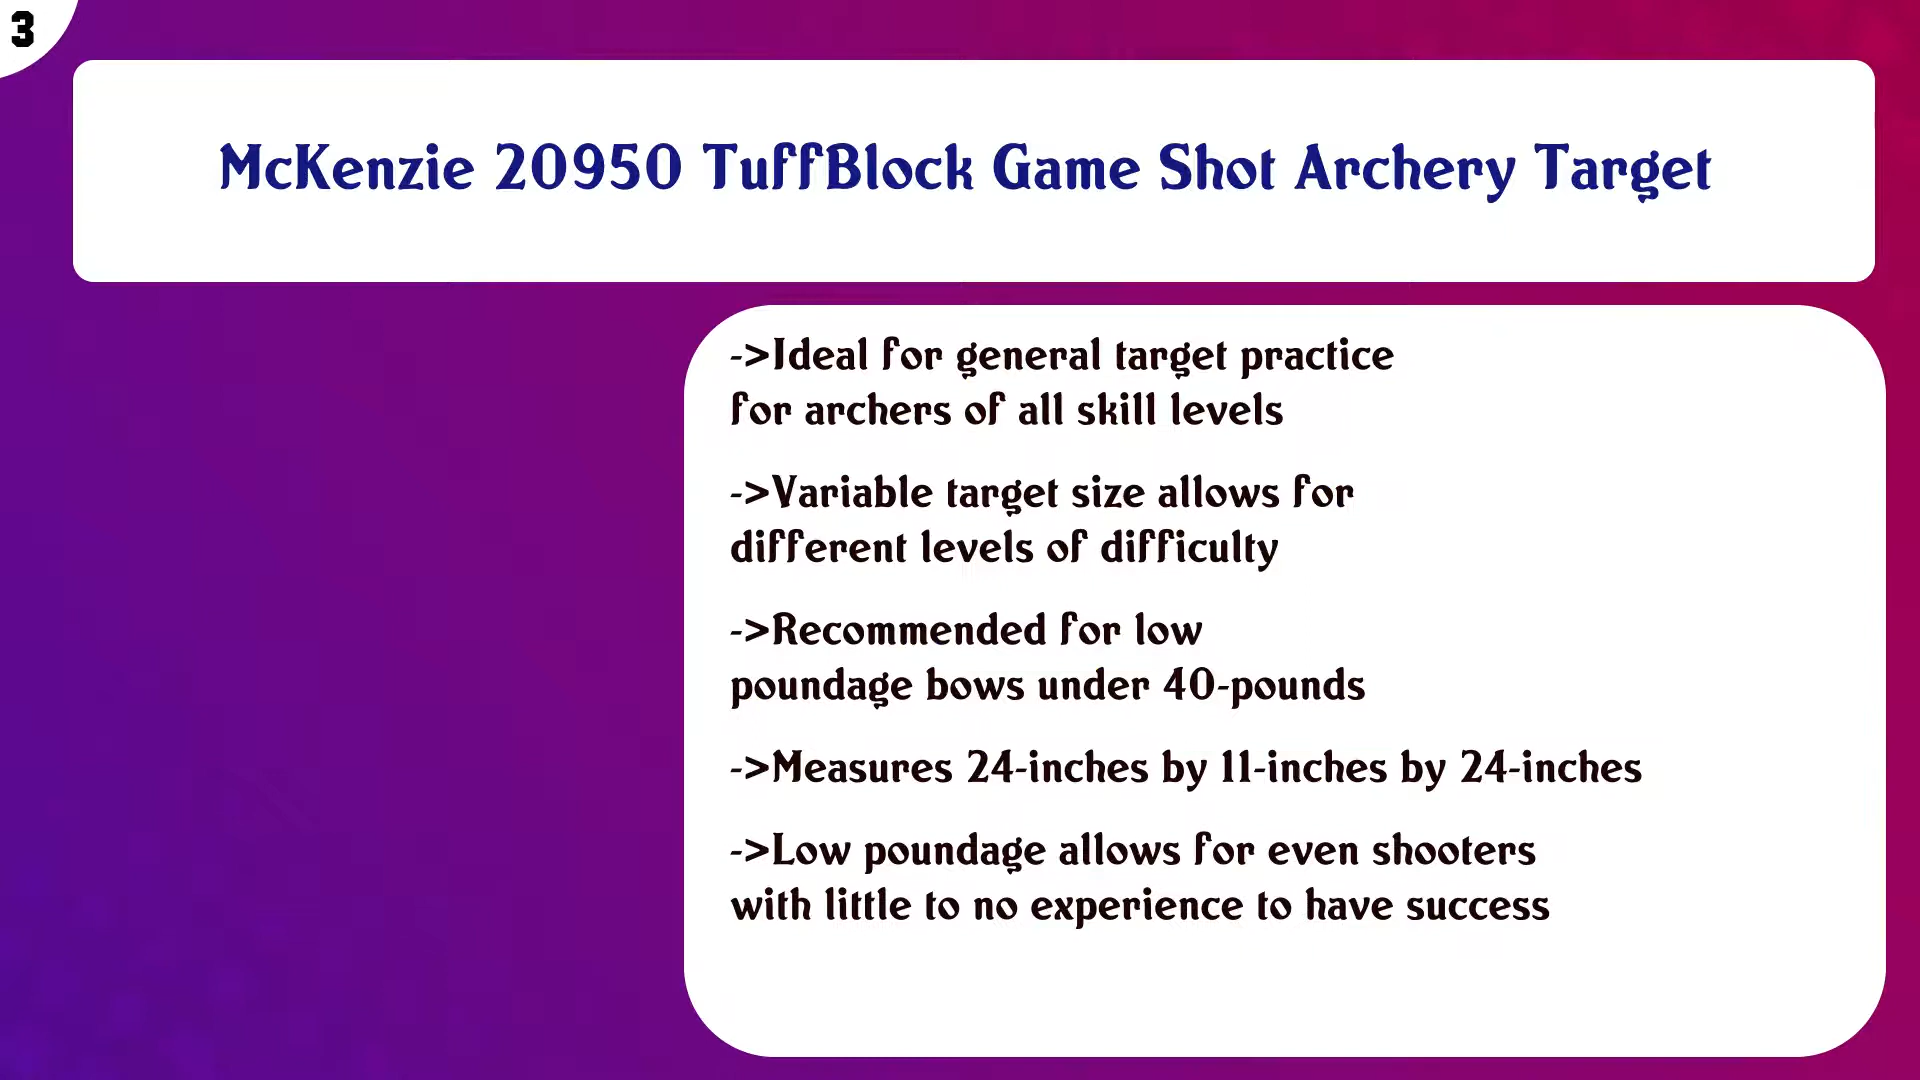 3
McKenzie 20950 TuffBlock Game Shot Archery Target
->Ideal for general target practice
for archers of all skill levels
->Variable target size allows for
different levels of difficulty
->Recommended for low
poundage bows under 40-pounds
->Measures 24-inches by 11-inches by 24-inches
->Low poundage allows for even shooters
with little to no experience to have success